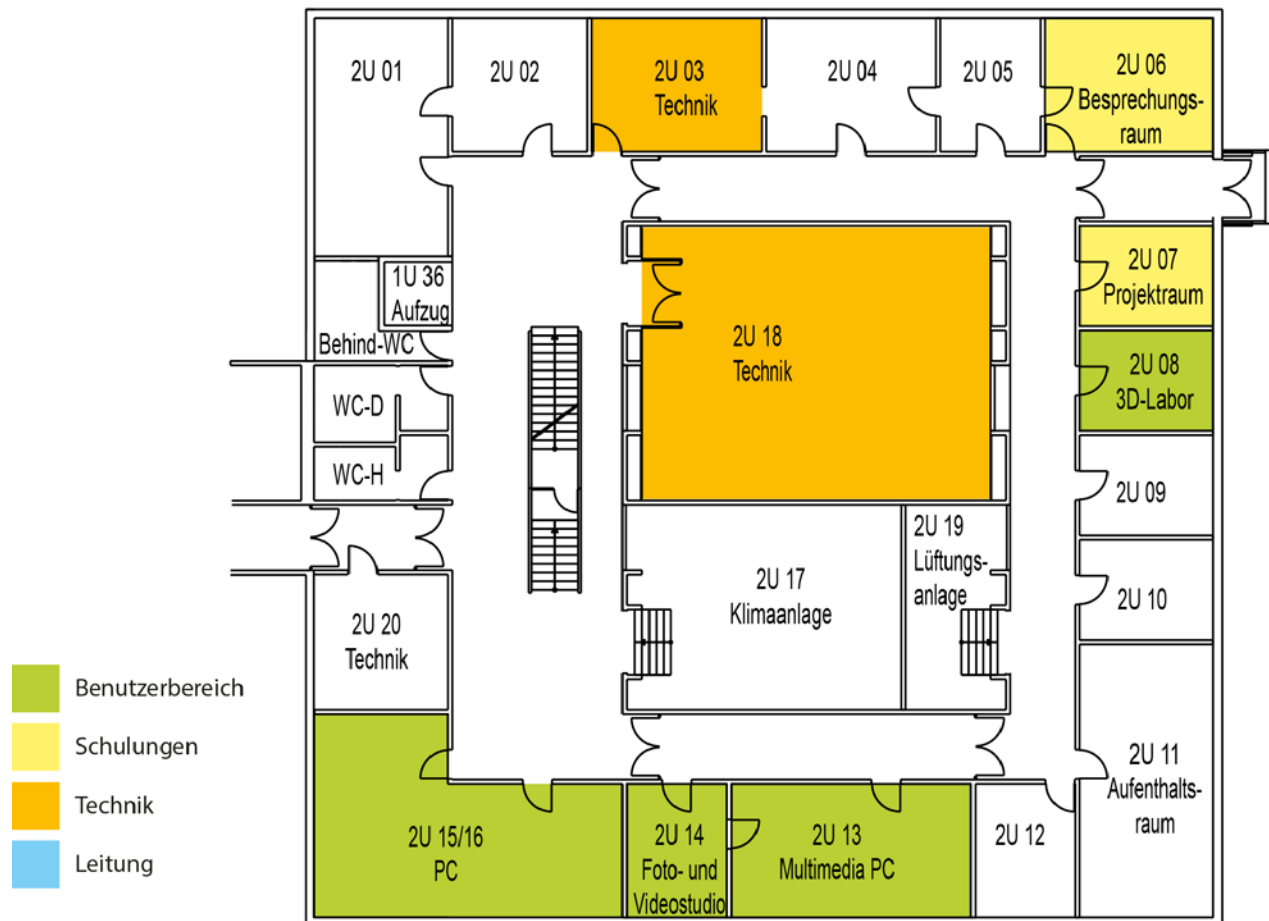 2U 01
2U 02
2U 03
Technik
2U 04
2U 05
2U 06
Besprechungs-
raum
1U 36
Aufzug
Behind-WC
WC-D
WC-H
2U 18
Technik
2U 07
Projektraum
2U 08
3D-Labor
2U 09
2U 10
2U 17
Klimaanlage
2U 19
Lüftungs-
anlage
2U 20
Technik
2U 11
Aufenthalts-
raum
2U 15/16
PC
2U 14
Foto- und
Videostudio
2U 13
Multimedia PC
2U 12
Benutzerbereich
Schulungen
Technik
Leitung